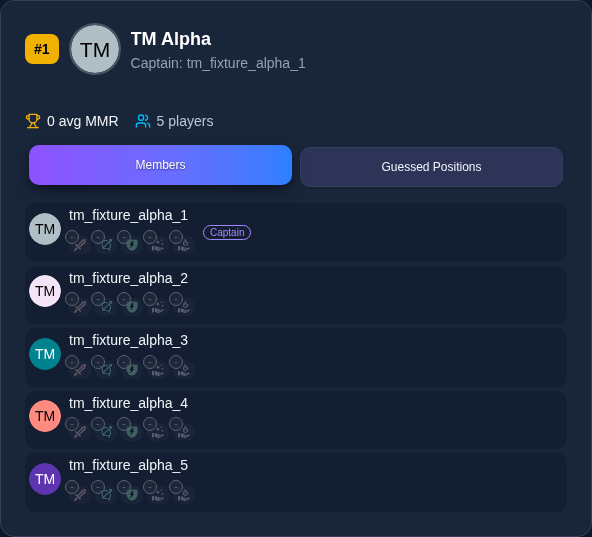 #1
TM
TM Alpha
Captain: tm_fixture_alpha_1
0 avg MMR
5 players
Members
Guessed Positions
TM
tm_fixture_alpha_1
Captain
TM
tm_fixture_alpha_2
TM
tm_fixture_alpha_3
TM
tm_fixture_alpha_4
TM
tm_fixture_alpha_5